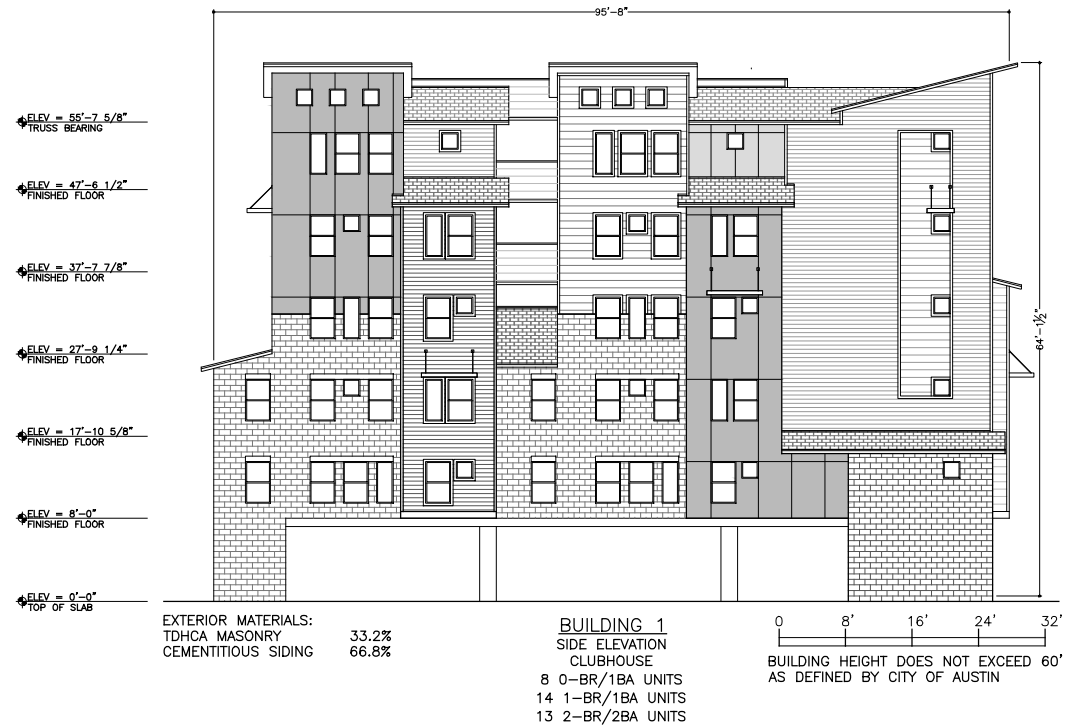 95'-8"
ELEV = 55'-7 5/8"
TRUSS BEARING
ELEV = 47'-6 1/2"
FINISHED FLOOR
ELEV = 37'-7 7/8"
FINISHED FLOOR
ELEV = 27'-9 1/4"
FINISHED FLOOR
ELEV = 17'-10 5/8"
FINISHED FLOOR
ELEV = 8'-0"
FINISHED FLOOR
ELEV = 0'-0"
TOP OF SLAB
64'-1½"
EXTERIOR MATERIALS:
TDHCA MASONRY 33.2%
CEMENTITIOUS SIDING 66.8%
BUILDING 1
SIDE ELEVATION
CLUBHOUSE
8 0-BR/1BA UNITS
14 1-BR/1BA UNITS
13 2-BR/2BA UNITS
0 8' 16' 24' 32'
BUILDING HEIGHT DOES NOT EXCEED 60'
AS DEFINED BY CITY OF AUSTIN